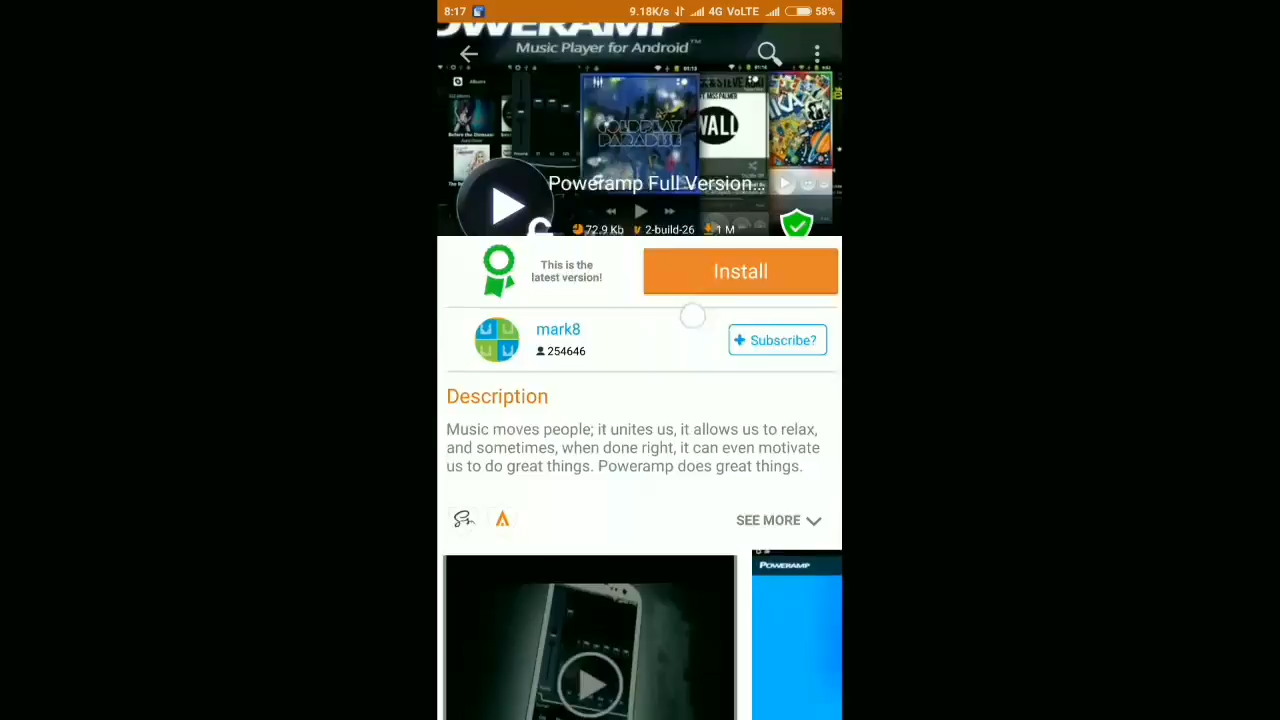 8:17 9.18K/s 4G VoLTE 58%
POWERAMP
Music Player for Android™
Albums
COLDPLAY
PARADISE
WALL
Poweramp Full Version...
72.9 Kb 2-build-26 1 M
This is the
latest version!
Install
mark8
254646
+ Subscribe?
Description
Music moves people; it unites us, it allows us to relax,
and sometimes, when done right, it can even motivate
us to do great things. Poweramp does great things.
SEE MORE
POWERAMP